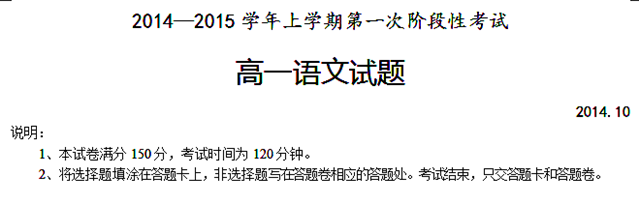 2014—2015 学年上学期第一次阶段性考试
高一语文试题
2014.10
说明：
1、本试卷满分 150 分，考试时间为 120 分钟。
2、将选择题填涂在答题卡上，非选择题写在答题卷相应的答题处。考试结束，只交答题卡和答题卷。